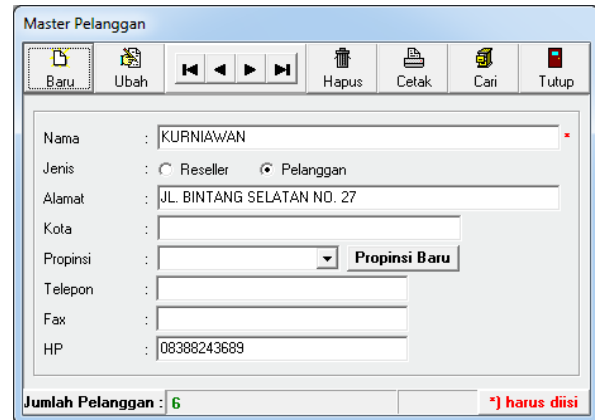 Master Pelanggan
Baru Ubah Hapus Cetak Cari Tutup
Nama : KURNIAWAN *
Jenis : Reseller Pelanggan
Alamat : JL. BINTANG SELATAN NO. 27
Kota :
Propinsi : Propinsi Baru
Telepon :
Fax :
HP : 08388243689
Jumlah Pelanggan : 6 *) harus diisi